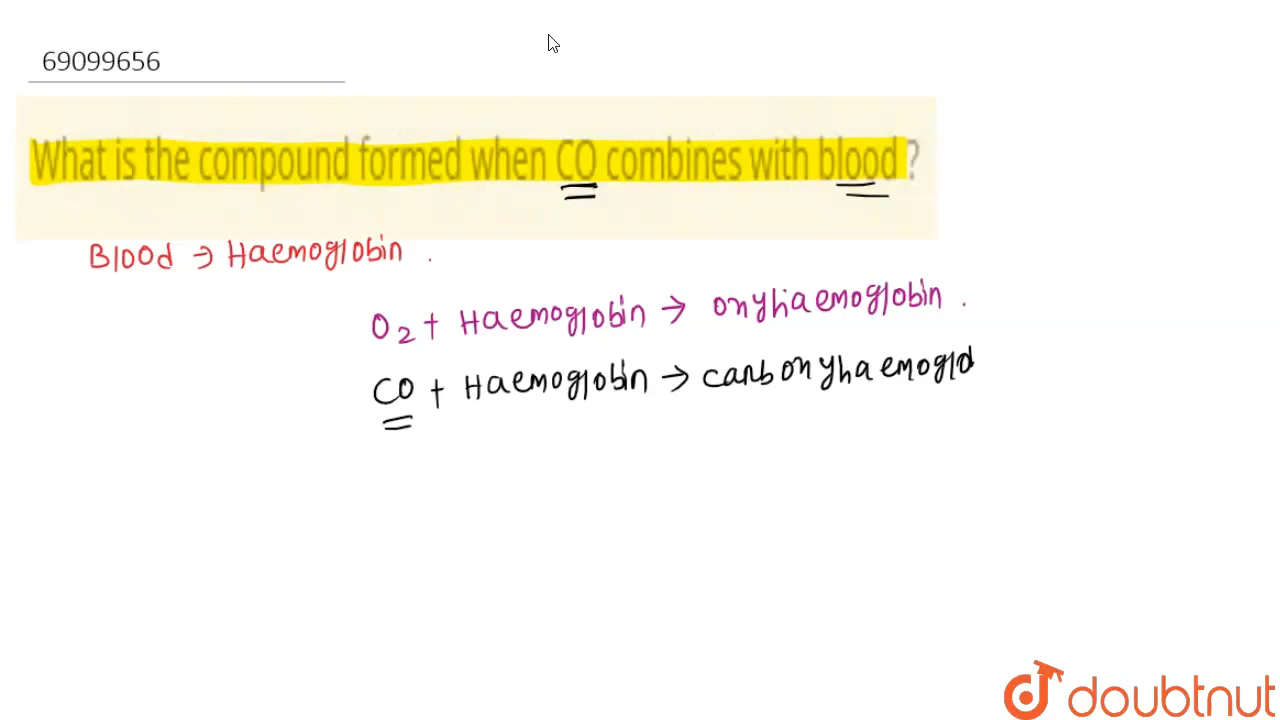 69099656
What is the compound formed when CO combines with blood ?
Blood → Haemoglobin .
O2 + Haemoglobin → oxyhaemoglobin .
CO + Haemoglobin → carboxyhaemoglo
doubtnut